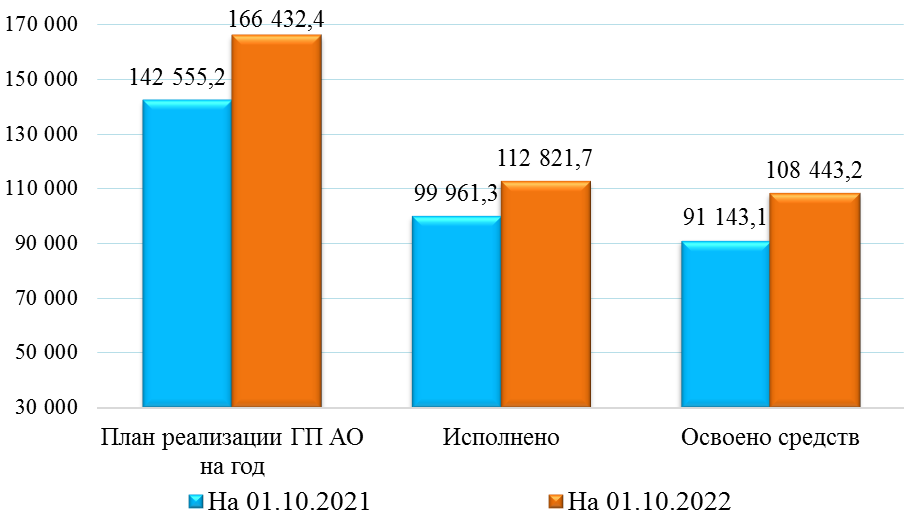 170 000
166 432,4
150 000
142 555,2
130 000
112 821,7
110 000
108 443,2
99 961,3
91 143,1
90 000
70 000
50 000
30 000
План реализации ГП АО
на год
Исполнено
Освоено средств
На 01.10.2021
На 01.10.2022